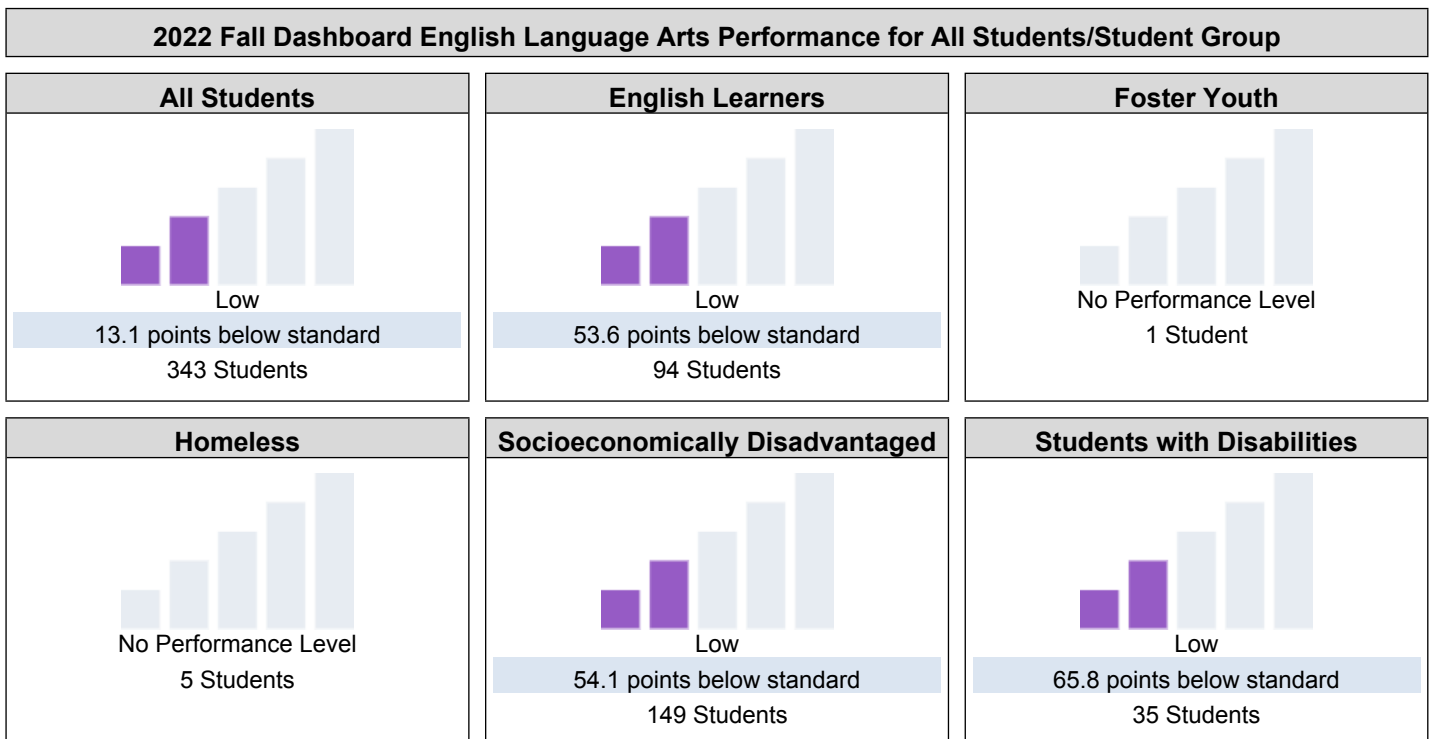 2022 Fall Dashboard English Language Arts Performance for All Students/Student Group
All Students
Low
13.1 points below standard
343 Students
English Learners
Low
53.6 points below standard
94 Students
Foster Youth
No Performance Level
1 Student
Homeless
No Performance Level
5 Students
Socioeconomically Disadvantaged
Low
54.1 points below standard
149 Students
Students with Disabilities
Low
65.8 points below standard
35 Students